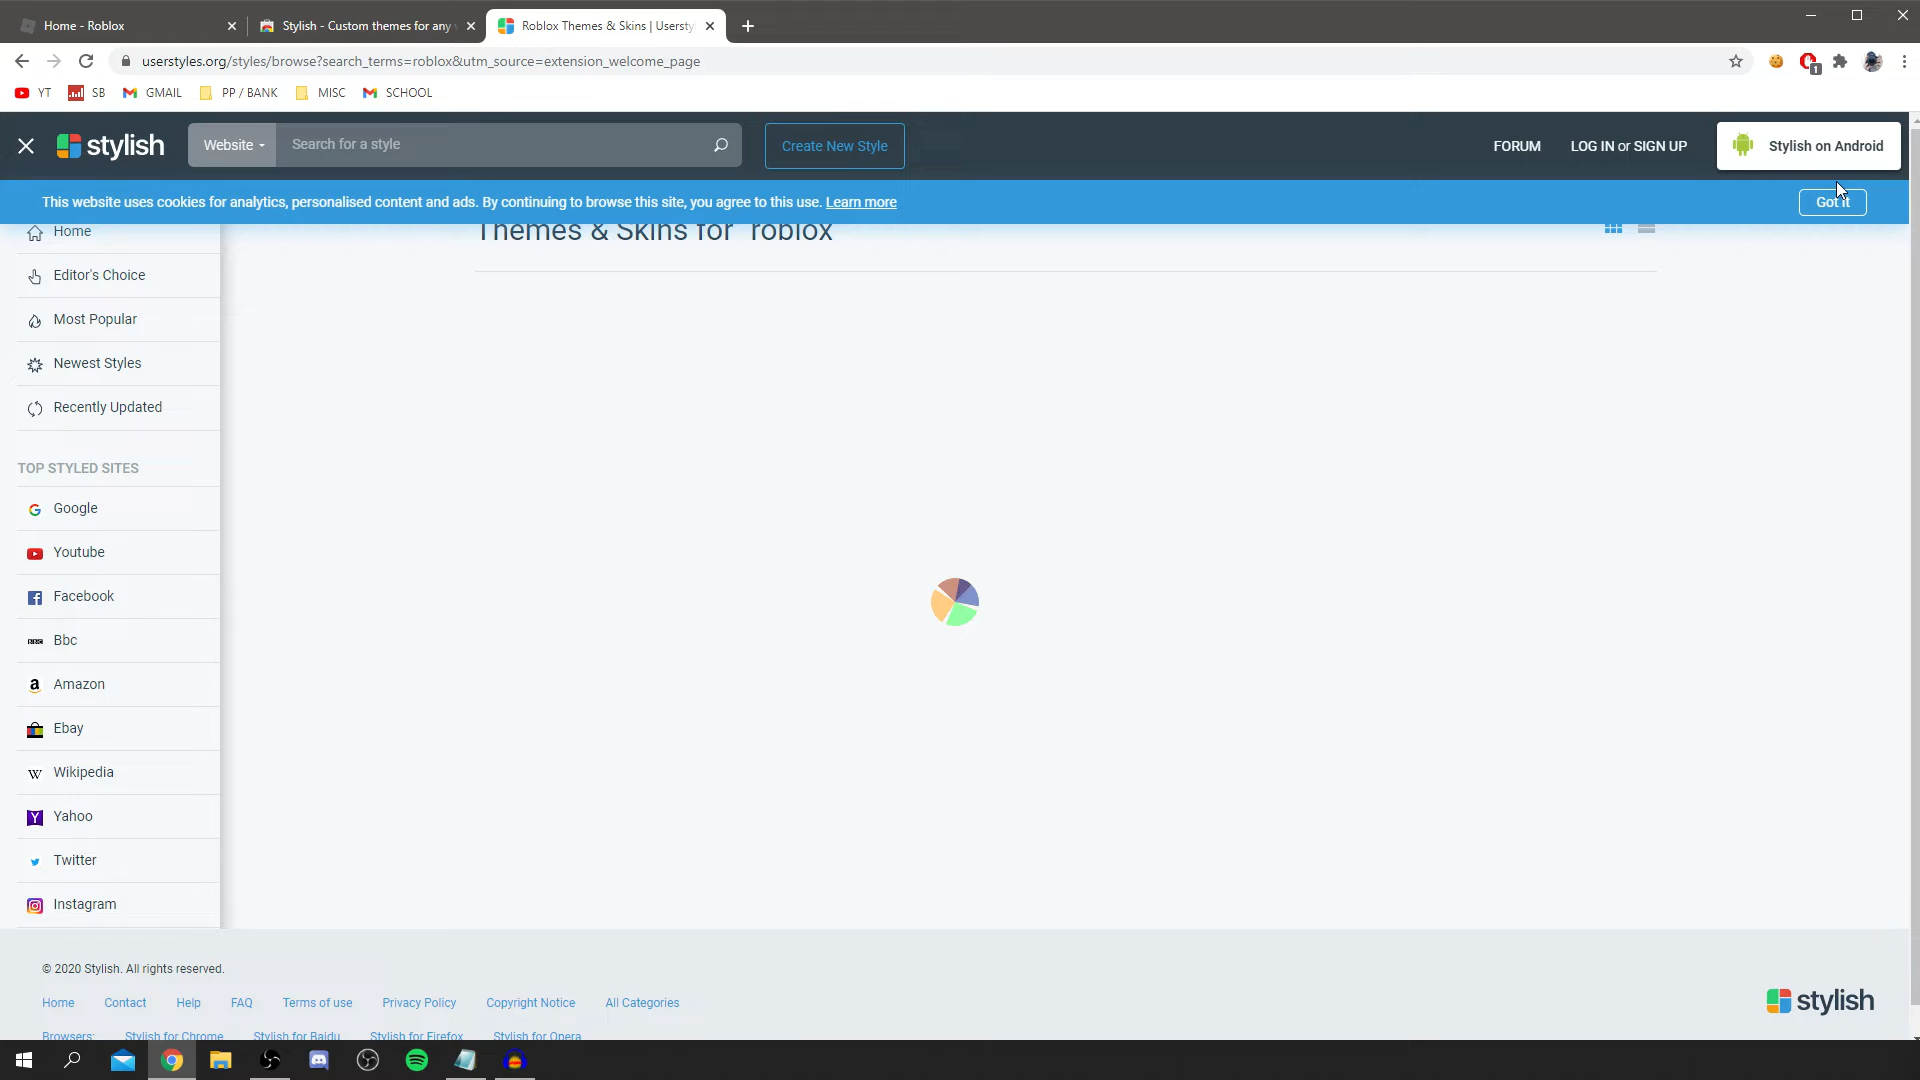 Home - Roblox
Stylish - Custom themes for any
Roblox Themes & Skins | Usersty
userstyles.org/styles/browse?search_terms=roblox&utm_source=extension_welcome_page
1
YT
SB
GMAIL
PP / BANK
MISC
SCHOOL
stylish
Website
Search for a style
Create New Style
FORUM
LOG IN or SIGN UP
Stylish on Android
This website uses cookies for analytics, personalised content and ads. By continuing to browse this site, you agree to this use. Learn more
Got it
Home
Themes & Skins for "roblox"
Editor's Choice
Most Popular
Newest Styles
Recently Updated
TOP STYLED SITES
Google
Youtube
Facebook
Bbc
a Amazon
Ebay
W Wikipedia
Y Yahoo
Twitter
Instagram
© 2020 Stylish. All rights reserved.
Home Contact Help FAQ Terms of use Privacy Policy Copyright Notice All Categories
stylish
Browsers: Stylish for Chrome Stylish for Baidu Stylish for Firefox Stylish for Opera